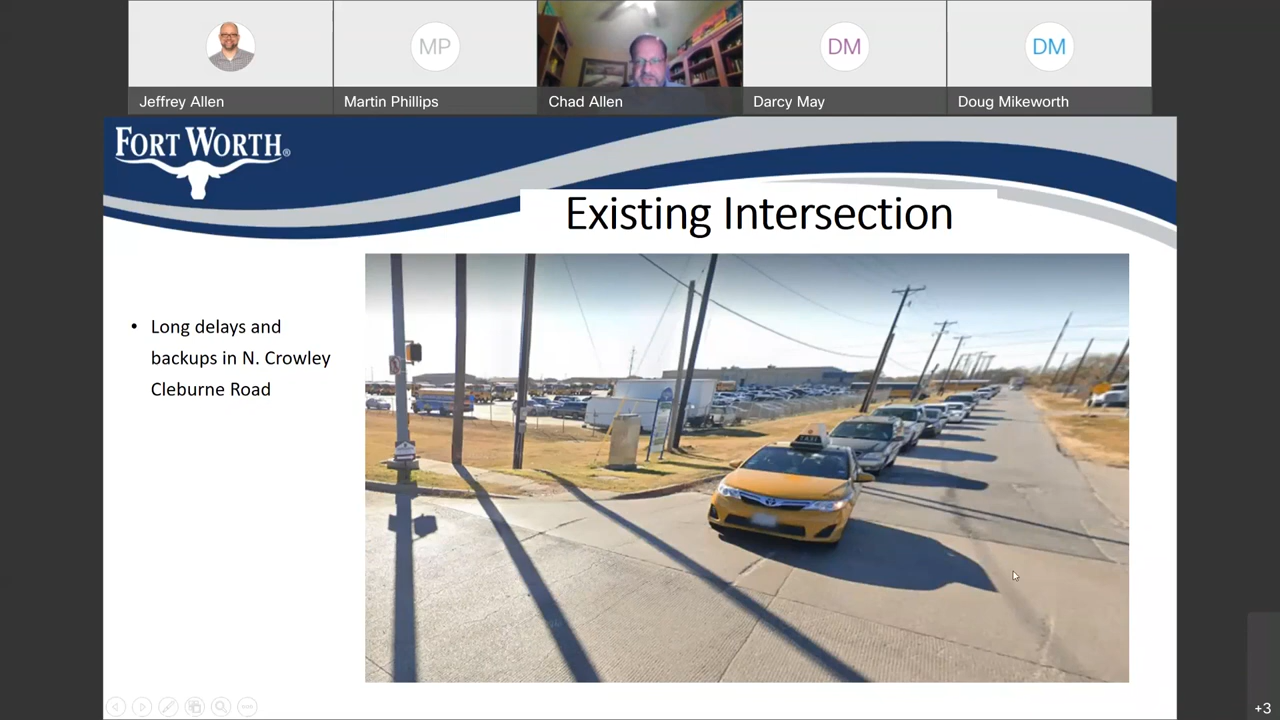 MP
DM
DM
Jeffrey Allen
Martin Phillips
Chad Allen
Darcy May
Doug Mikeworth
FORT WORTH®
Existing Intersection
• Long delays and
backups in N. Crowley
Cleburne Road
TAXI
+3